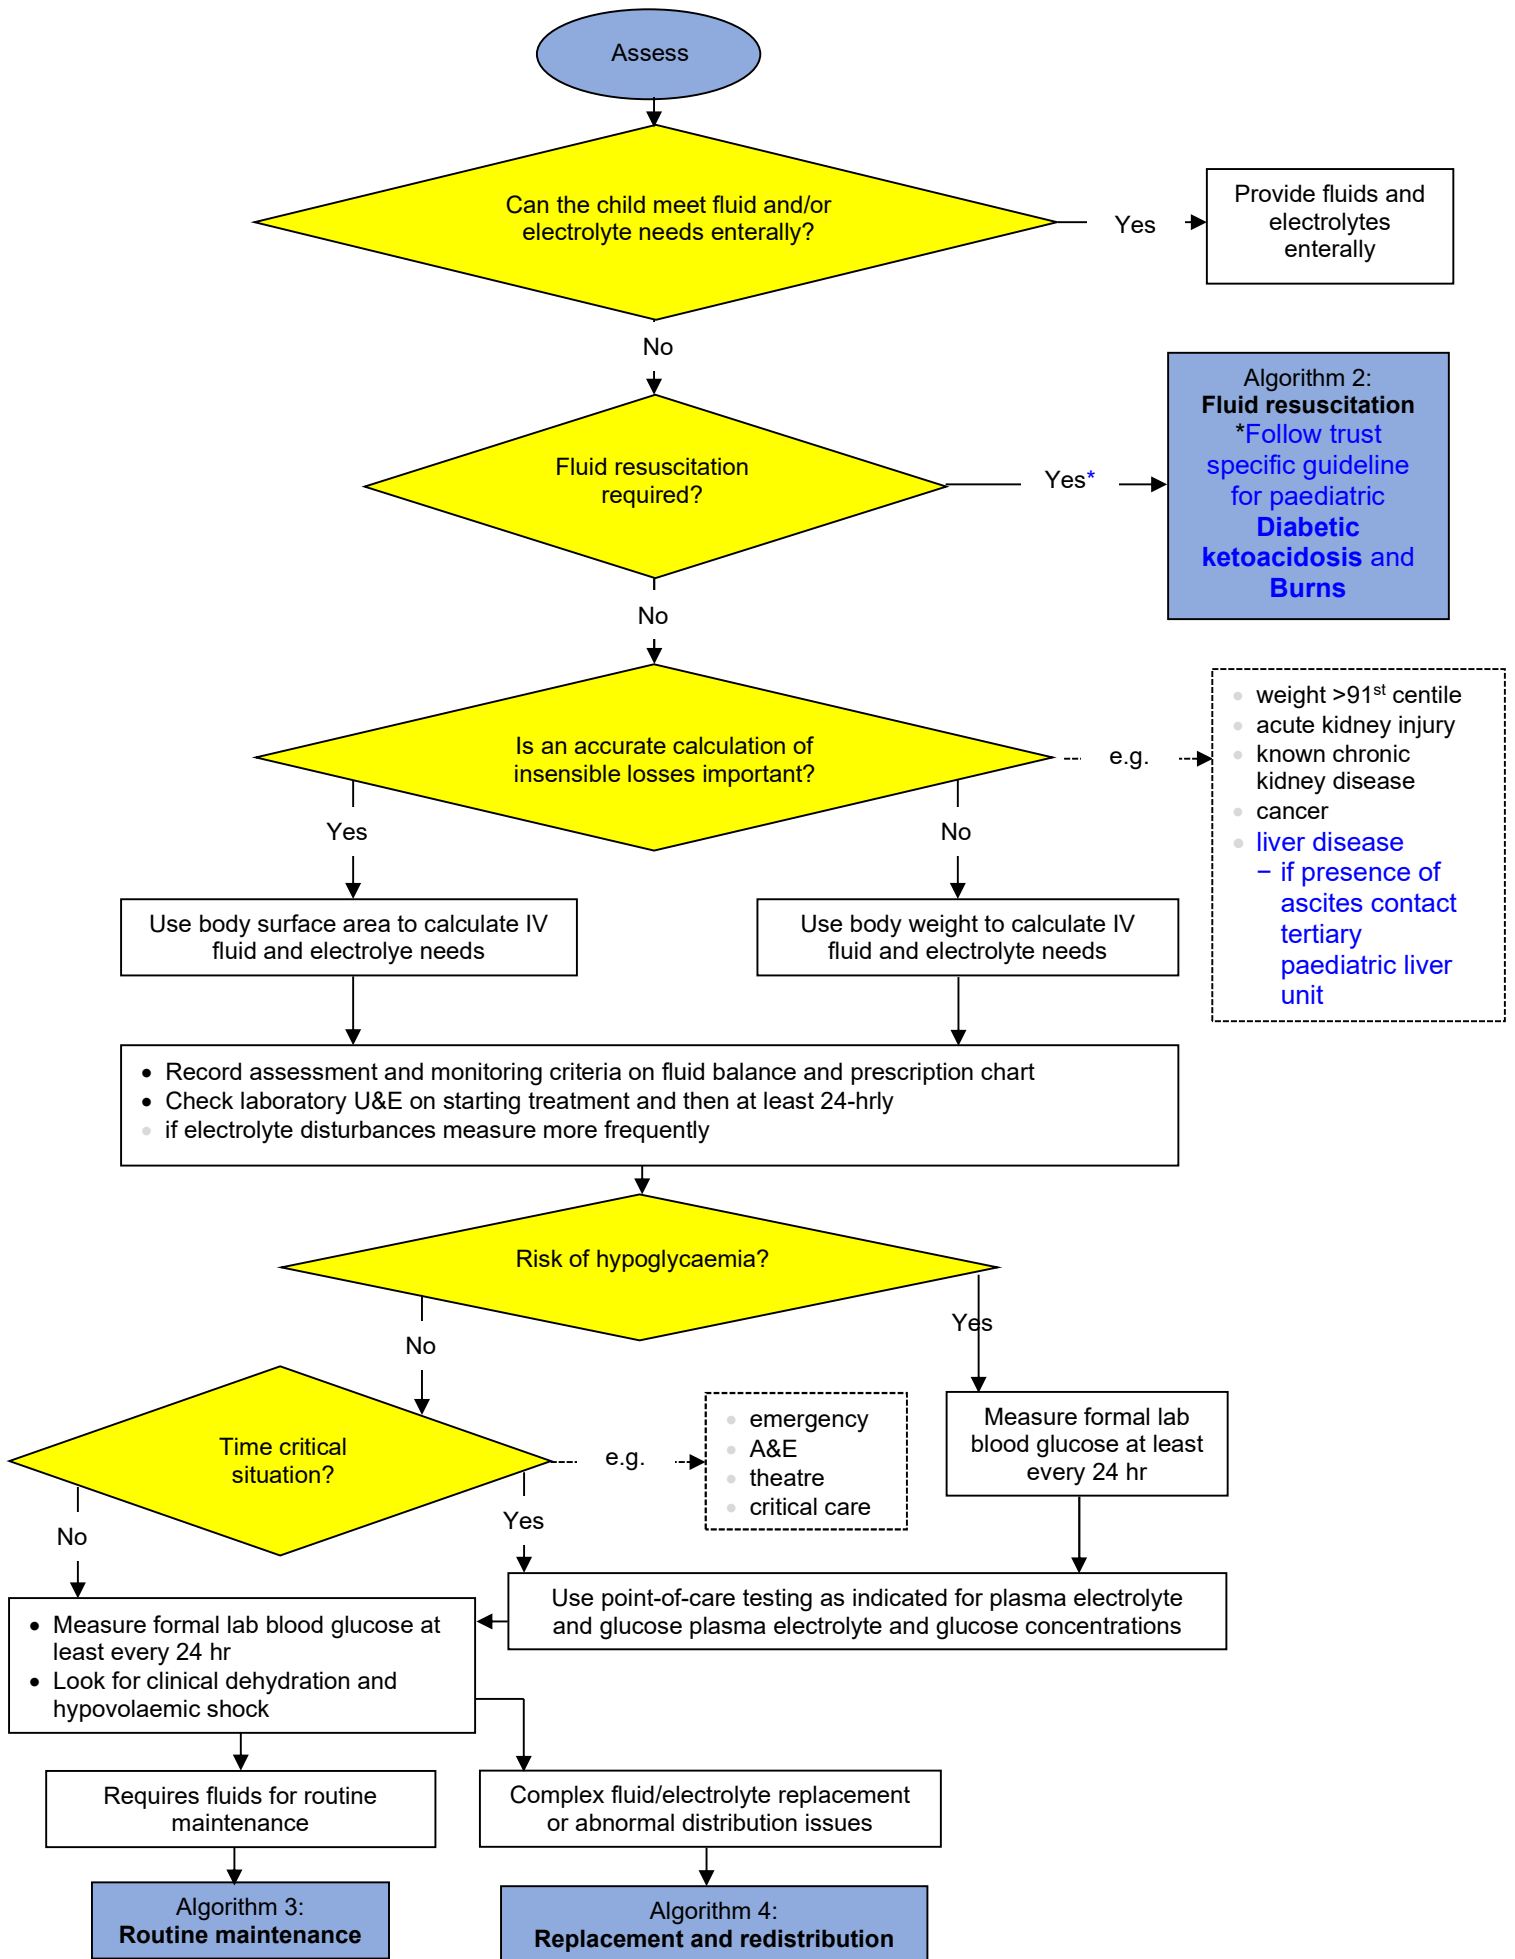 Assess
Can the child meet fluid and/or
electrolyte needs enterally?
Yes
Provide fluids and
electrolytes
enterally
No
Fluid resuscitation
required?
Yes*
Algorithm 2:
Fluid resuscitation
*Follow trust
specific guideline
for paediatric
Diabetic
ketoacidosis and
Burns
No
Is an accurate calculation of
insensible losses important?
e.g.
• weight >91st centile
• acute kidney injury
• known chronic
kidney disease
• cancer
• liver disease
− if presence of
ascites contact
tertiary
paediatric liver
unit
Yes
No
Use body surface area to calculate IV
fluid and electrolye needs
Use body weight to calculate IV
fluid and electrolyte needs
• Record assessment and monitoring criteria on fluid balance and prescription chart
• Check laboratory U&E on starting treatment and then at least 24-hrly
• if electrolyte disturbances measure more frequently
Risk of hypoglycaemia?
No
Yes
Time critical
situation?
e.g.
• emergency
• A&E
• theatre
• critical care
Measure formal lab
blood glucose at least
every 24 hr
No
Yes
Use point-of-care testing as indicated for plasma electrolyte
and glucose plasma electrolyte and glucose concentrations
• Measure formal lab blood glucose at
least every 24 hr
• Look for clinical dehydration and
hypovolaemic shock
Requires fluids for routine
maintenance
Complex fluid/electrolyte replacement
or abnormal distribution issues
Algorithm 3:
Routine maintenance
Algorithm 4:
Replacement and redistribution